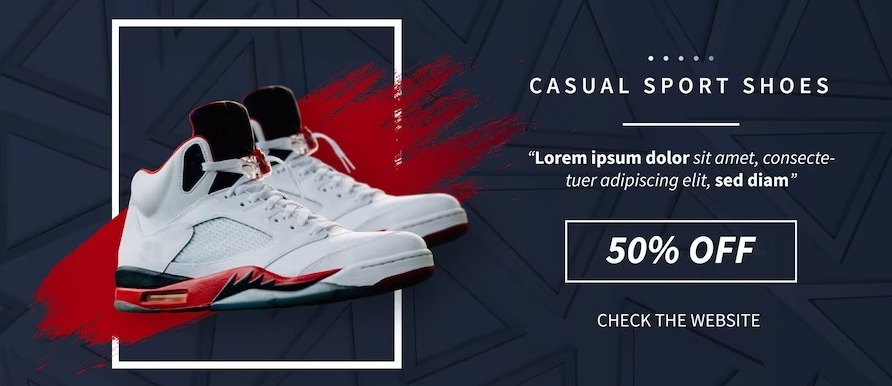 CASUAL SPORT SHOES
“Lorem ipsum dolor sit amet, consecte-
tuer adipiscing elit, sed diam”
50% OFF
CHECK THE WEBSITE